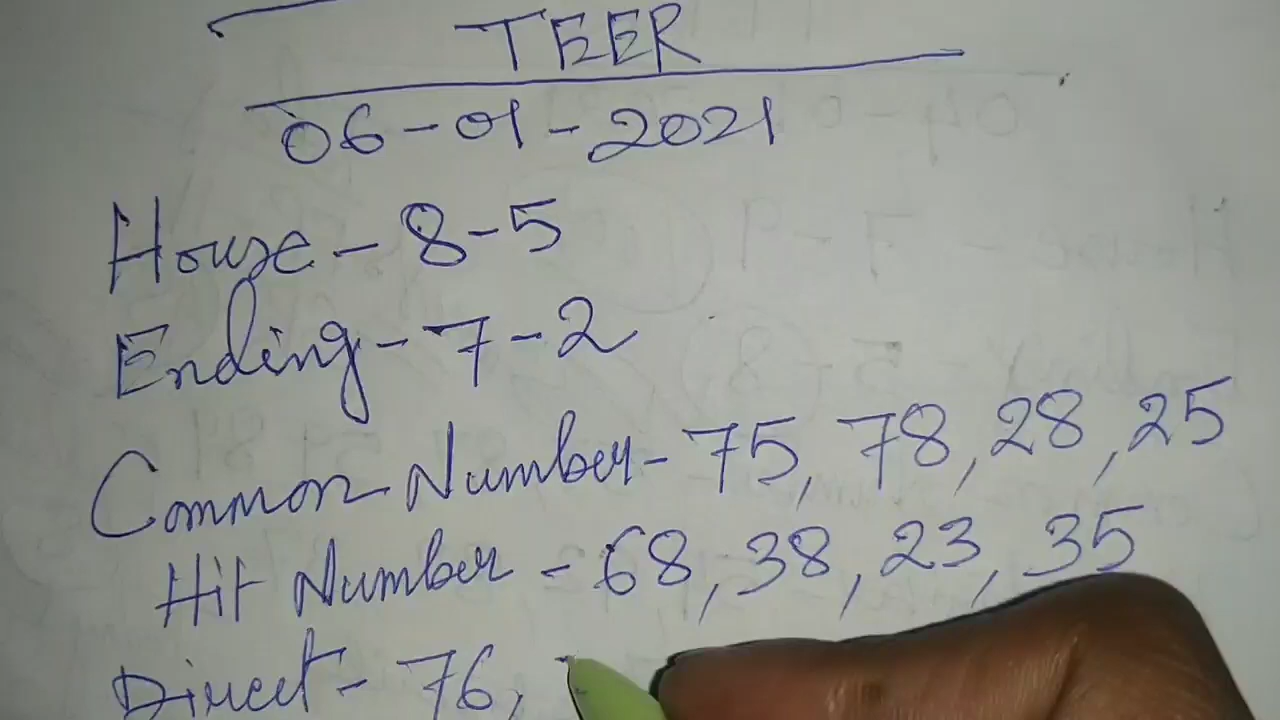 TEER
06-01-2021
House - 8-5
Ending - 7-2
Common Number - 75, 78, 28, 25
Hit Number - 68, 38, 23, 35
Direct - 76,